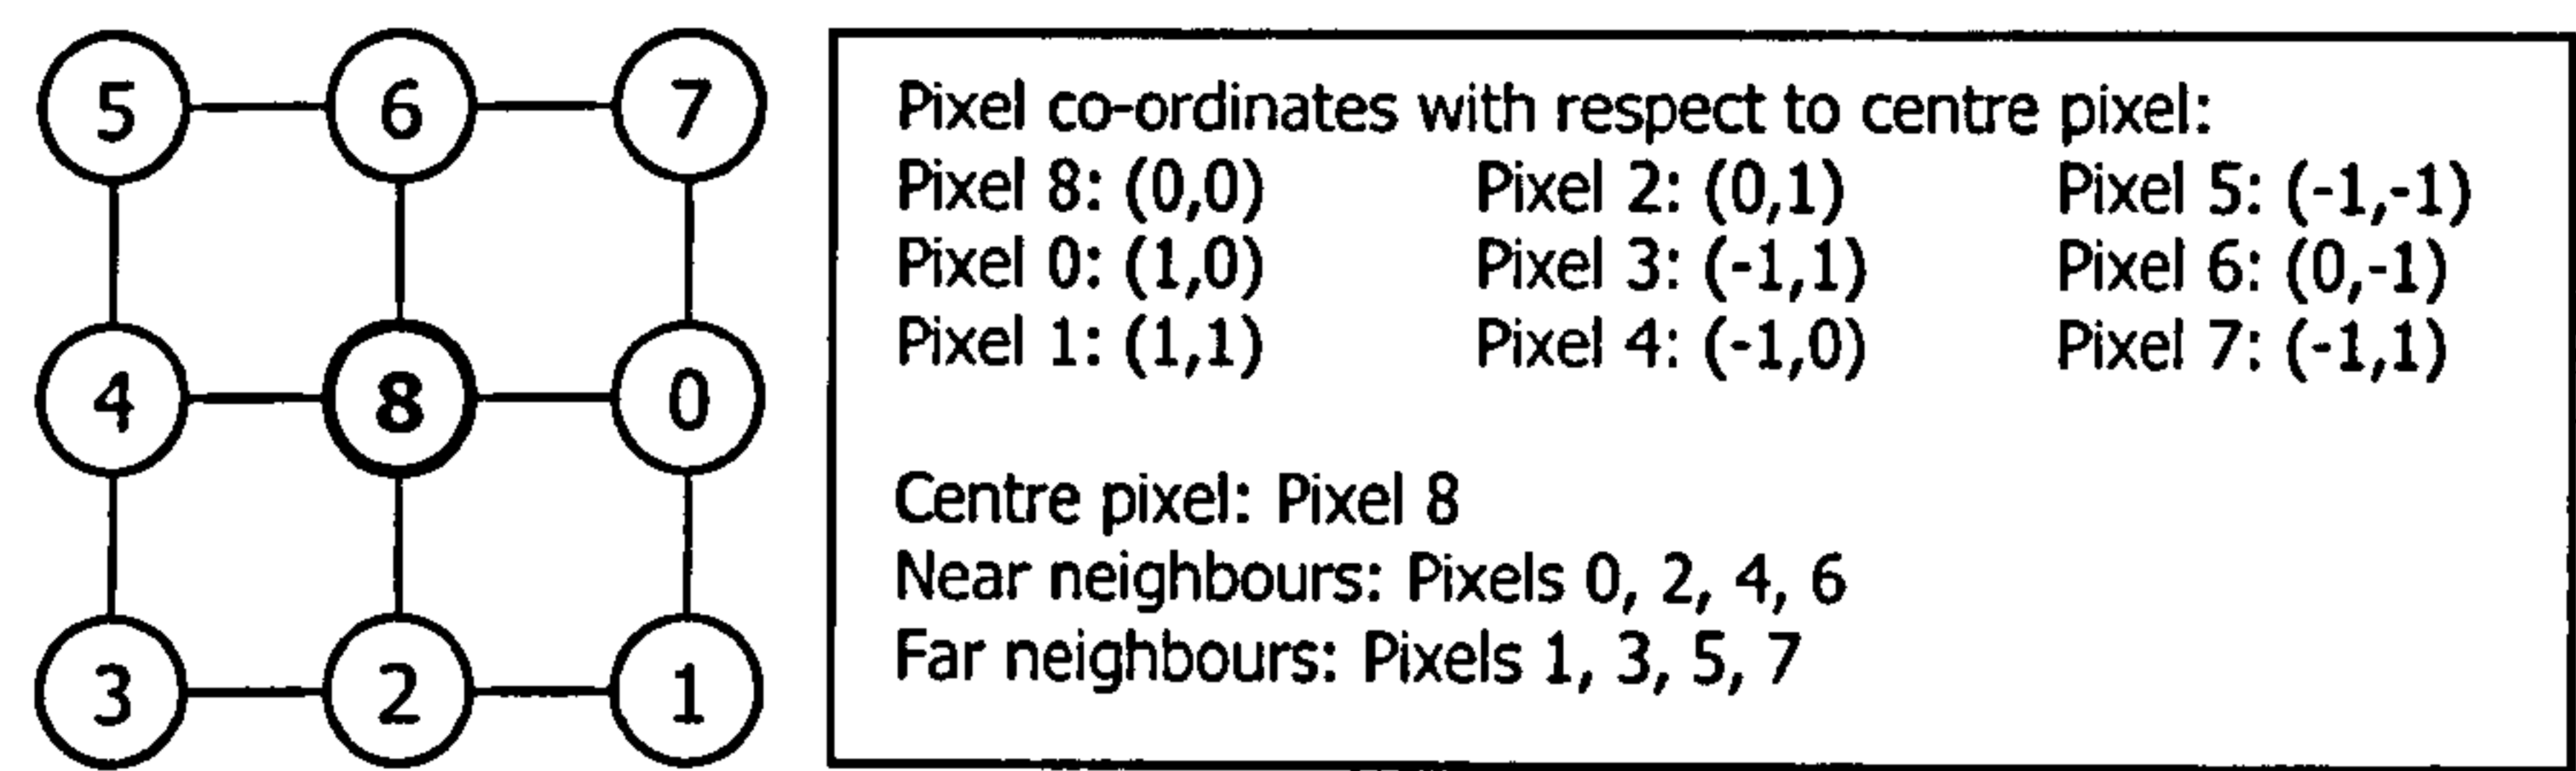 5 6 7
4 8 0
3 2 1
Pixel co-ordinates with respect to centre pixel:
Pixel 8: (0,0) Pixel 2: (0,1) Pixel 5: (-1,-1)
Pixel 0: (1,0) Pixel 3: (-1,1) Pixel 6: (0,-1)
Pixel 1: (1,1) Pixel 4: (-1,0) Pixel 7: (-1,1)
Centre pixel: Pixel 8
Near neighbours: Pixels 0, 2, 4, 6
Far neighbours: Pixels 1, 3, 5, 7